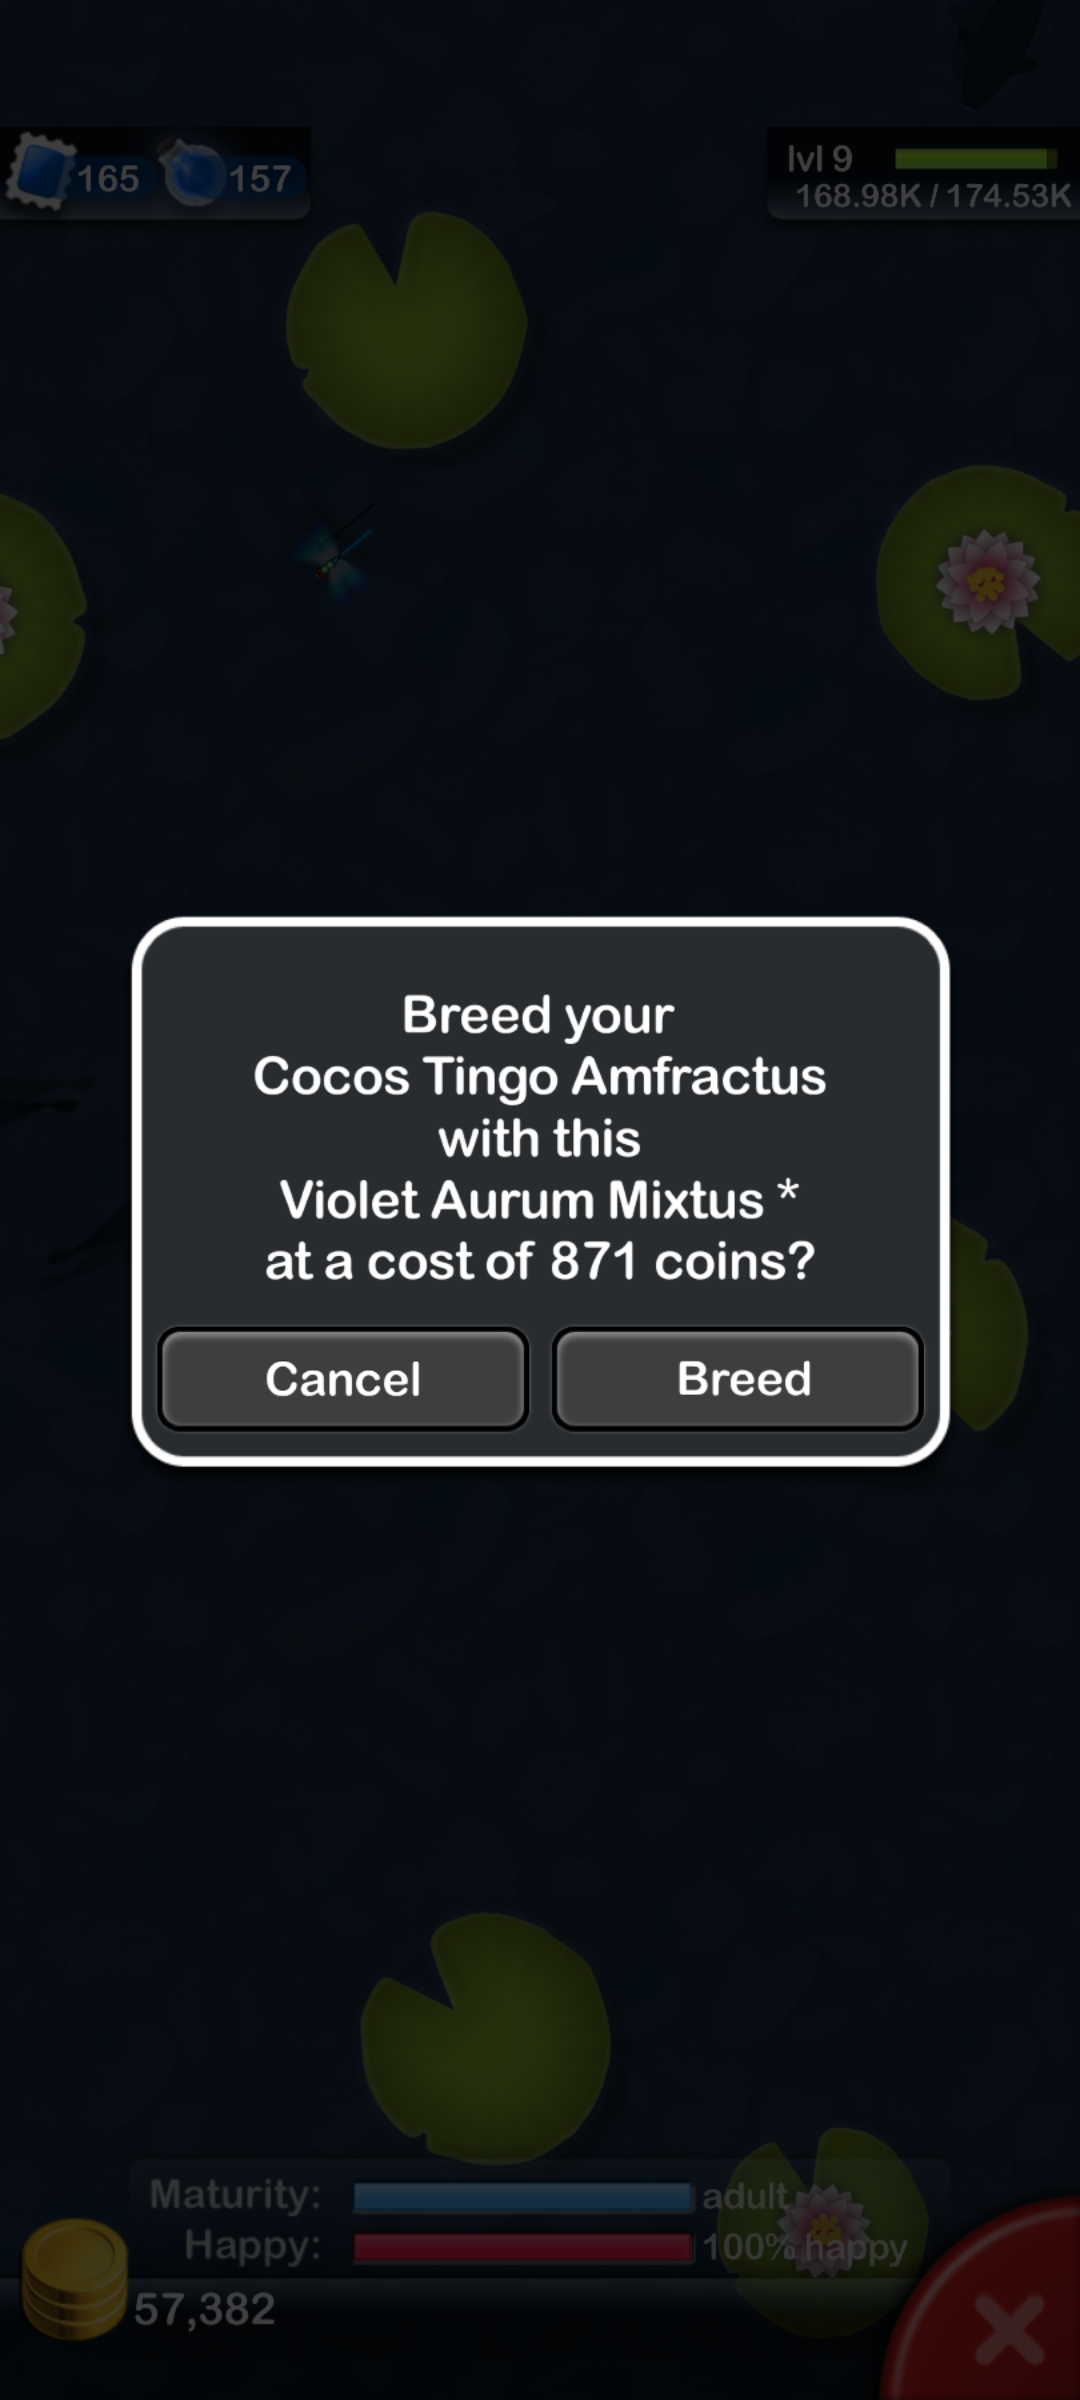 165 157
lvl 9
168.98K / 174.53K
Breed your
Cocos Tingo Amfractus
with this
Violet Aurum Mixtus *
at a cost of 871 coins?
Cancel Breed
Maturity: adult
Happy: 100% happy
57,382